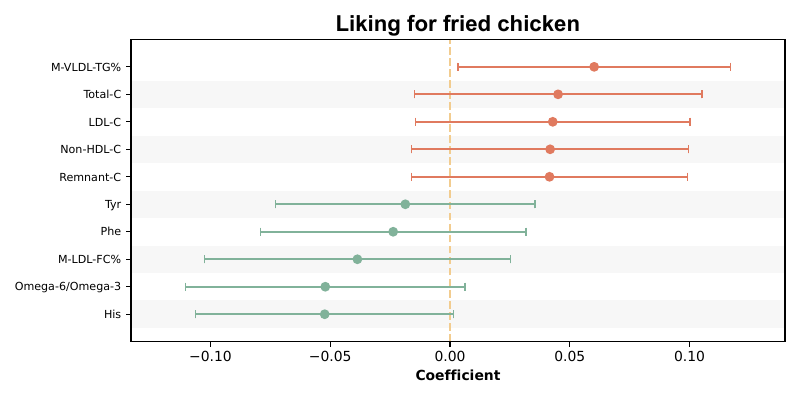 Liking for fried chicken
M-VLDL-TG%
Total-C
LDL-C
Non-HDL-C
Remnant-C
Tyr
Phe
M-LDL-FC%
Omega-6/Omega-3
His
−0.10 −0.05 0.00 0.05 0.10
Coefficient